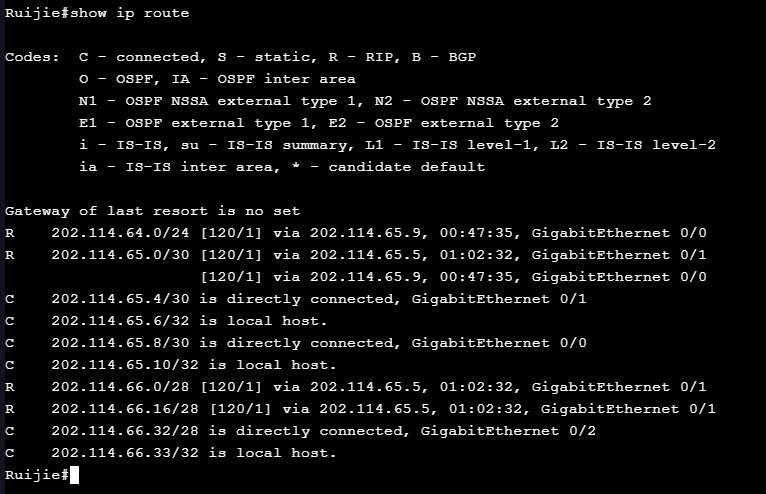 Ruijie#show ip route
Codes:  C - connected, S - static, R - RIP, B - BGP
        O - OSPF, IA - OSPF inter area
        N1 - OSPF NSSA external type 1, N2 - OSPF NSSA external type 2
        E1 - OSPF external type 1, E2 - OSPF external type 2
        i - IS-IS, su - IS-IS summary, L1 - IS-IS level-1, L2 - IS-IS level-2
        ia - IS-IS inter area, * - candidate default
Gateway of last resort is no set
R    202.114.64.0/24 [120/1] via 202.114.65.9, 00:47:35, GigabitEthernet 0/0
R    202.114.65.0/30 [120/1] via 202.114.65.5, 01:02:32, GigabitEthernet 0/1
                     [120/1] via 202.114.65.9, 00:47:35, GigabitEthernet 0/0
C    202.114.65.4/30 is directly connected, GigabitEthernet 0/1
C    202.114.65.6/32 is local host.
C    202.114.65.8/30 is directly connected, GigabitEthernet 0/0
C    202.114.65.10/32 is local host.
R    202.114.66.0/28 [120/1] via 202.114.65.5, 01:02:32, GigabitEthernet 0/1
R    202.114.66.16/28 [120/1] via 202.114.65.5, 01:02:32, GigabitEthernet 0/1
C    202.114.66.32/28 is directly connected, GigabitEthernet 0/2
C    202.114.66.33/32 is local host.
Ruijie#